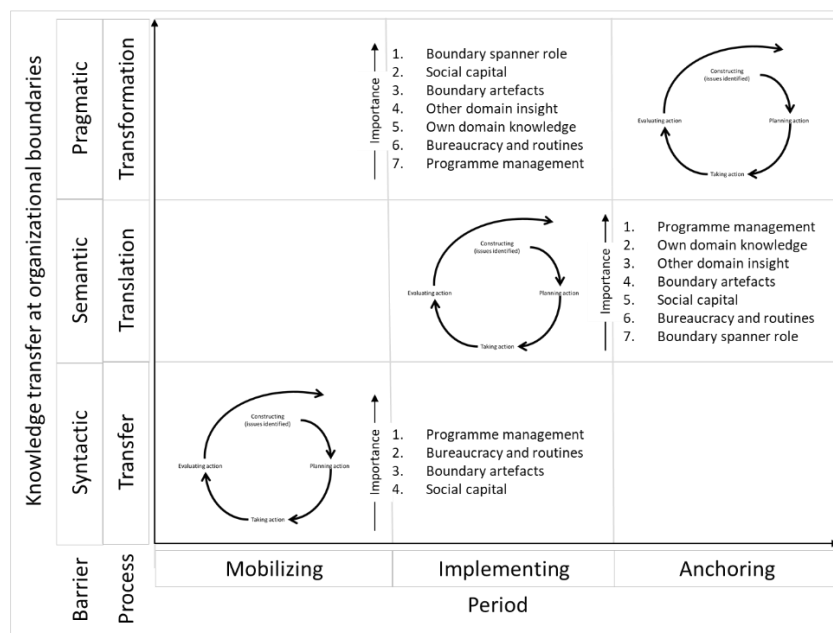 Knowledge transfer at organizational boundaries
Pragmatic
Transformation
1. Boundary spanner role
2. Social capital
3. Boundary artefacts
4. Other domain insight
5. Own domain knowledge
6. Bureaucracy and routines
7. Programme management
Importance
Constructing
(issues identified)
Evaluating action
Planning action
Taking action
Semantic
Translation
Constructing
(issues identified)
Evaluating action
Planning action
Taking action
Importance
1. Programme management
2. Own domain knowledge
3. Other domain insight
4. Boundary artefacts
5. Social capital
6. Bureaucracy and routines
7. Boundary spanner role
Syntactic
Transfer
Constructing
(issues identified)
Evaluating action
Planning action
Taking action
Importance
1. Programme management
2. Bureaucracy and routines
3. Boundary artefacts
4. Social capital
Barrier
Process
Mobilizing
Implementing
Anchoring
Period